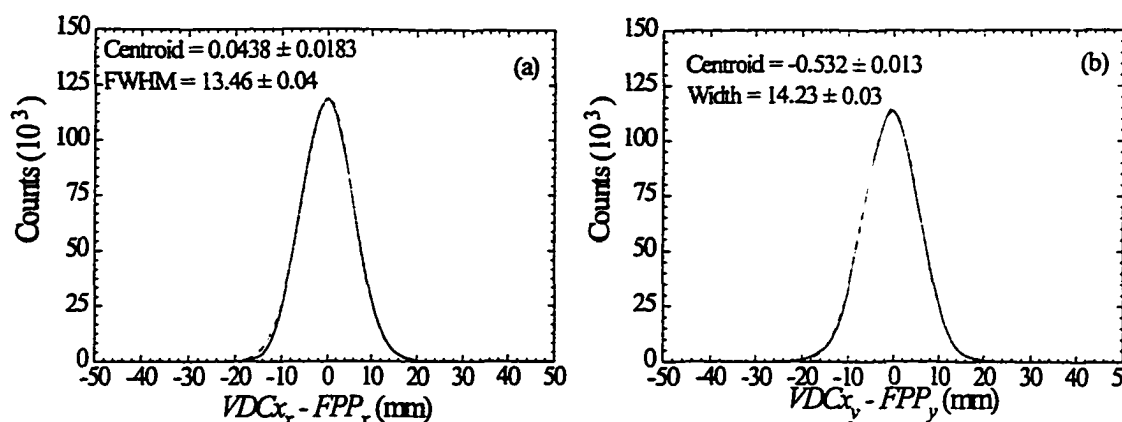 150
125
100
75
50
25
0
Counts (10³)
Centroid = 0.0438 ± 0.0183
FWHM = 13.46 ± 0.04
(a)
-50 -40 -30 -20 -10 0 10 20 30 40 50
VDCxₓ - FPPₓ (mm)
150
125
100
75
50
25
0
Counts (10³)
Centroid = -0.532 ± 0.013
Width = 14.23 ± 0.03
(b)
-50 -40 -30 -20 -10 0 10 20 30 40 50
VDCx_y - FPP_y (mm)